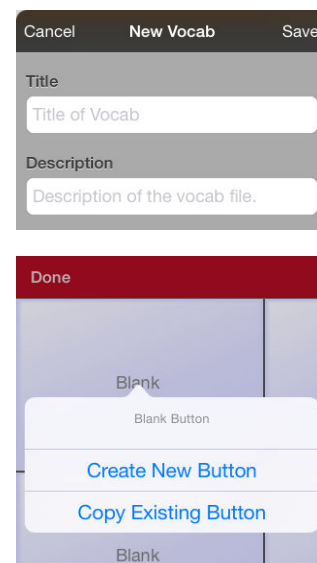 Cancel New Vocab Save
Title
Title of Vocab
Description
Description of the vocab file.
Done
Blank
Blank Button
Create New Button
Copy Existing Button
Blank